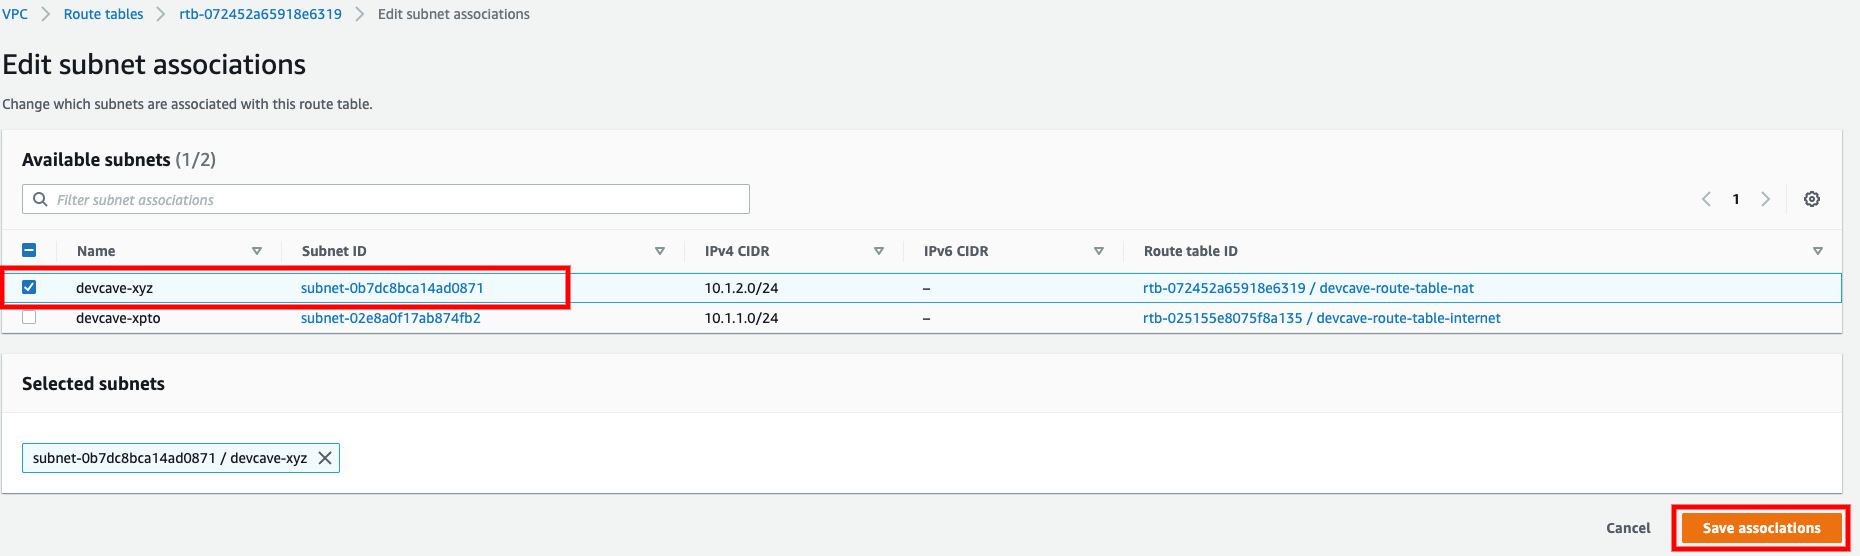 VPC > Route tables > rtb-072452a65918e6319 > Edit subnet associations
Edit subnet associations
Change which subnets are associated with this route table.
Available subnets (1/2)
Filter subnet associations
1
Name Subnet ID IPv4 CIDR IPv6 CIDR Route table ID
devcave-xyz subnet-0b7dc8bca14ad0871 10.1.2.0/24 – rtb-072452a65918e6319 / devcave-route-table-nat
devcave-xpto subnet-02e8a0f17ab874fb2 10.1.1.0/24 – rtb-025155e8075f8a135 / devcave-route-table-internet
Selected subnets
subnet-0b7dc8bca14ad0871 / devcave-xyz
Cancel Save associations